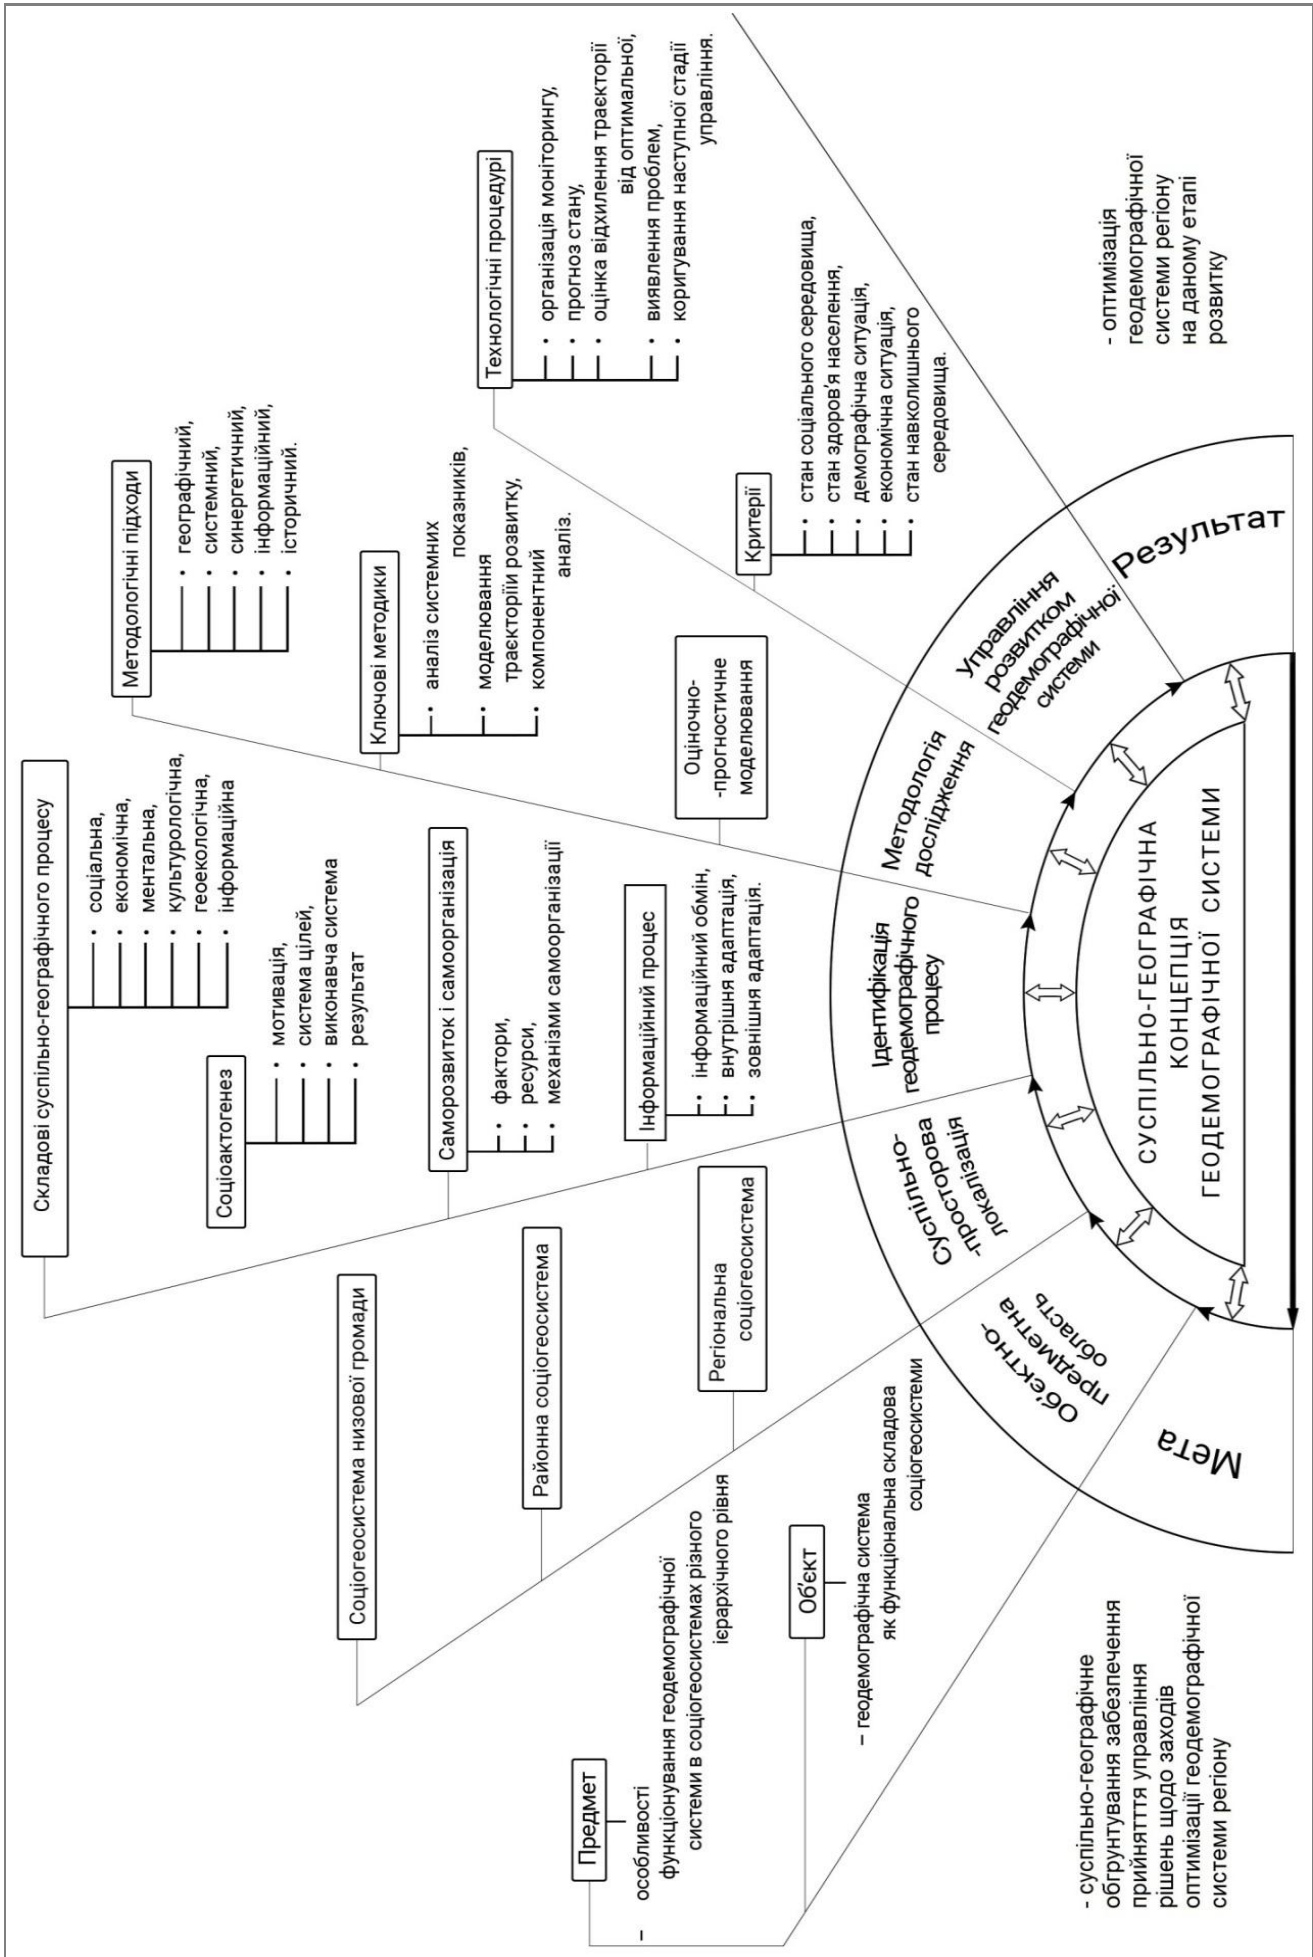 Складові суспільно-географічного процесу
• соціальна,
• економічна,
• ментальна,
• культурологічна,
• геоекологічна,
• інформаційна
Соціоактогенез
• мотивація,
• система цілей,
• виконавча система
• результат
Саморозвиток і самоорганізація
• фактори,
• ресурси,
• механізми самоорганізації
Інформаційний процес
• інформаційний обмін,
• внутрішня адаптація,
• зовнішня адаптація.
Методологічні підходи
• географічний,
• системний,
• синергетичний,
• інформаційний,
• історичний.
Ключові методики
• аналіз системних
показників,
• моделювання
траєкторіїи розвитку,
• компонентний
аналіз.
Оціночно-
-прогностичне
моделювання
Технологічні процедурі
• організація моніторингу,
• прогноз стану,
• оцінка відхилення траєкторії
від оптимальної,
• виявлення проблем,
• коригування наступної стадії
управління.
Критерії
• стан соціального середовища,
• стан здоров'я населення,
• демографічна ситуація,
• економічна ситуація,
• стан навколишнього
середовища.
Соціогеосистема низової громади
Районна соціогеосистема
Регіональна
соціогеосистема
Предмет
– особливості
функціонування геодемографічної
системи в соціогеосистемах різного
ієрархічного рівня
Об'єкт
– геодемографічна система
як функціональна складова
соціогеосистеми
- суспільно-географічне
обгрунтування забезпечення
прийняття управління
рішень щодо заходів
оптимізації геодемографічної
системи регіону
Мета
Об'єктно-
предметна
область
Суспільно-
-просторова
локалізація
Ідентифікація
геодемографічного
процесу
Методологія
дослідження
Управління
розвитком
геодемографічної
системи
Результат
- оптимізація
геодемографічної
системи регіону
на даному етапі
розвитку
СУСПІЛЬНО-ГЕОГРАФІЧНА
КОНЦЕПЦІЯ
ГЕОДЕМОГРАФІЧНОЇ СИСТЕМИ